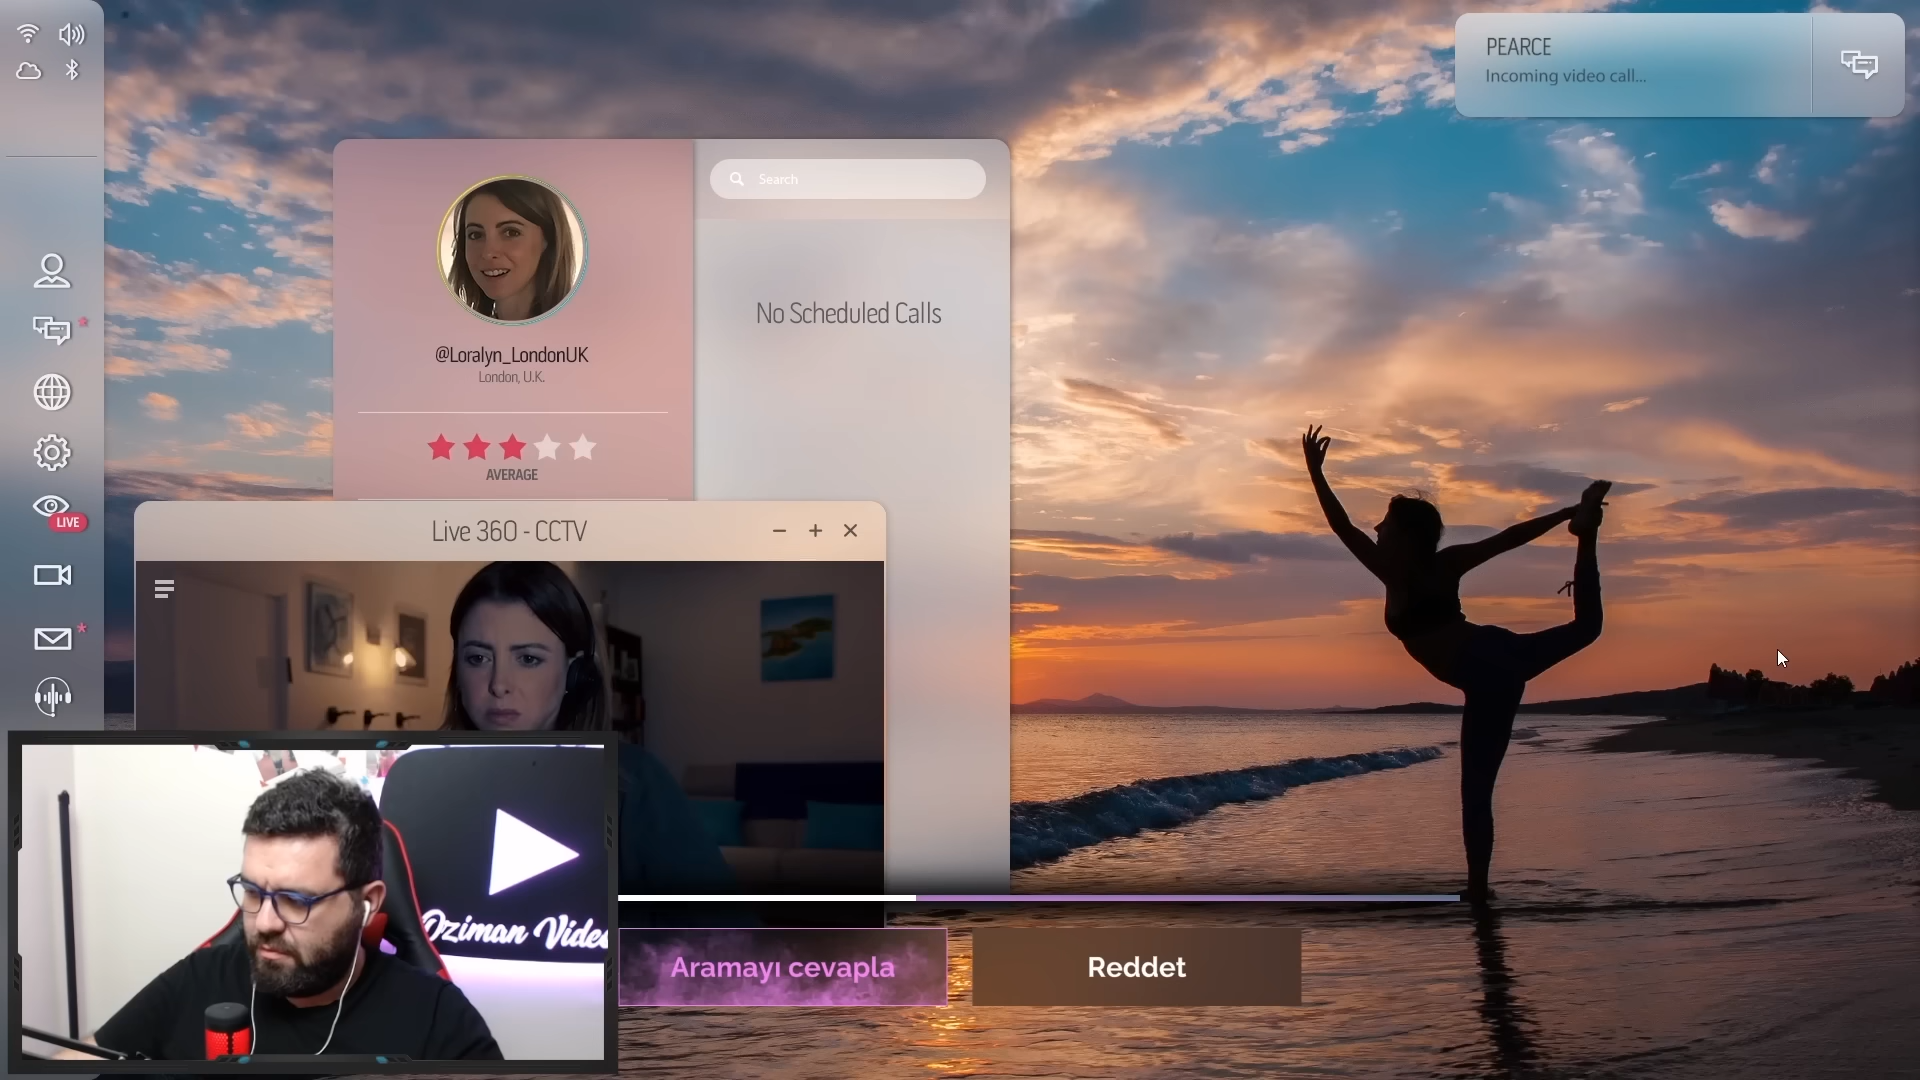 PEARCE
Incoming video call...
Search
No Scheduled Calls
@Loralyn_LondonUK
London, U.K.
AVERAGE
LIVE
Live 360 - CCTV
Oziman Video
Aramayı cevapla
Reddet